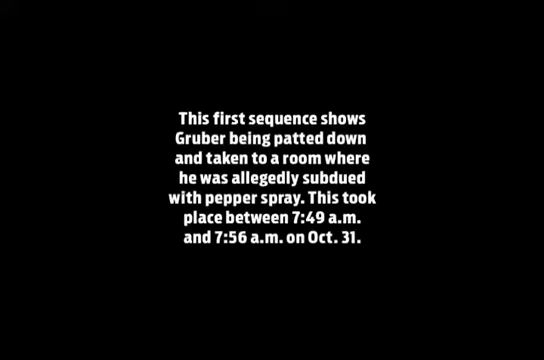 This first sequence shows
Gruber being patted down
and taken to a room where
he was allegedly subdued
with pepper spray. This took
place between 7:49 a.m.
and 7:56 a.m. on Oct. 31.